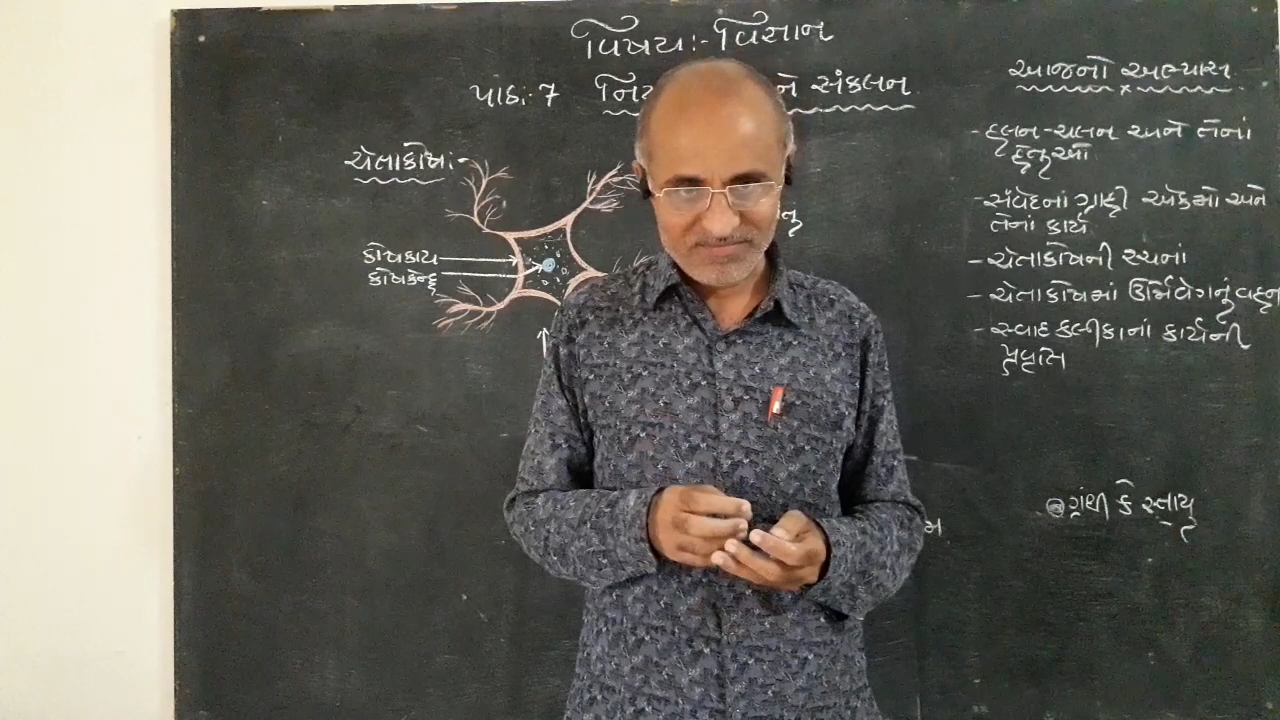 વિષય:- વિજ્ઞાન
પાઠ:-7 સંકલન
આજનો અભ્યાસ
- હલન-ચલન અને તેનાં
હેતુઓ
- સંવેદનાં ગ્રાહી એકમો અને
તેનાં કાર્ય
- ચેતાકોષની રચનાં
- ચેતાકોષમાં ઊર્મિવેગનું વહન
- સ્વાદ કલીકાનાં કાર્યની
પ્રવૃતિ
ચેતાકોષ:-
કોષકાય
કોષકેન્દ્ર
ગ્રંથી કે સ્નાયુ